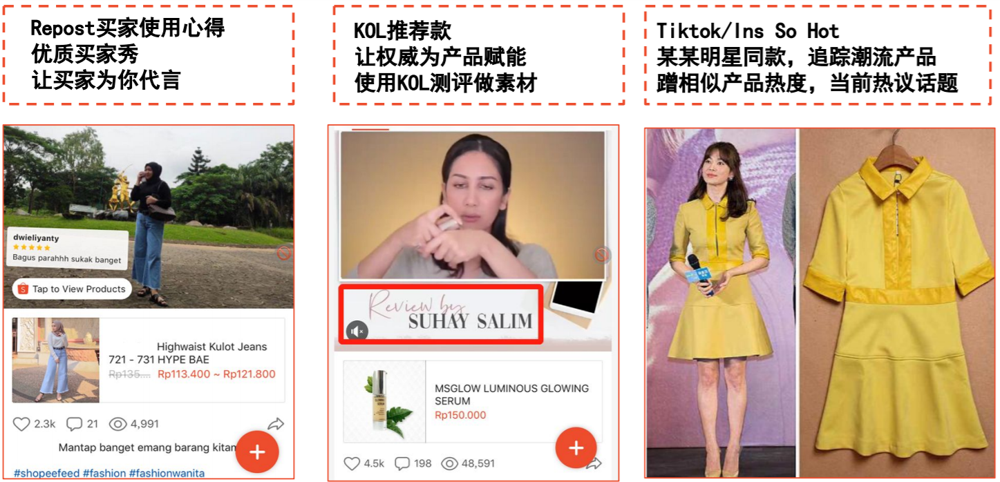 Repost买家使用心得
优质买家秀
让买家为你代言
KOL推荐款
让权威为产品赋能
使用KOL测评做素材
Tiktok/Ins So Hot
某某明星同款，追踪潮流产品
蹭相似产品热度，当前热议话题
dwieliyanty
Bagus parahhh sukak banget
Tap to View Products
Highwaist Kulot Jeans
721 - 731 HYPE BAE
Rp135.... Rp113.400 ~ Rp121.800
2.3k 21 4,991
Mantap banget emang barang kitam
#shopeefeed #fashion #fashionwanita
Review by
SUHAY SALIM
MSGLOW LUMINOUS GLOWING
SERUM
Rp150.000
4.5k 198 48,591